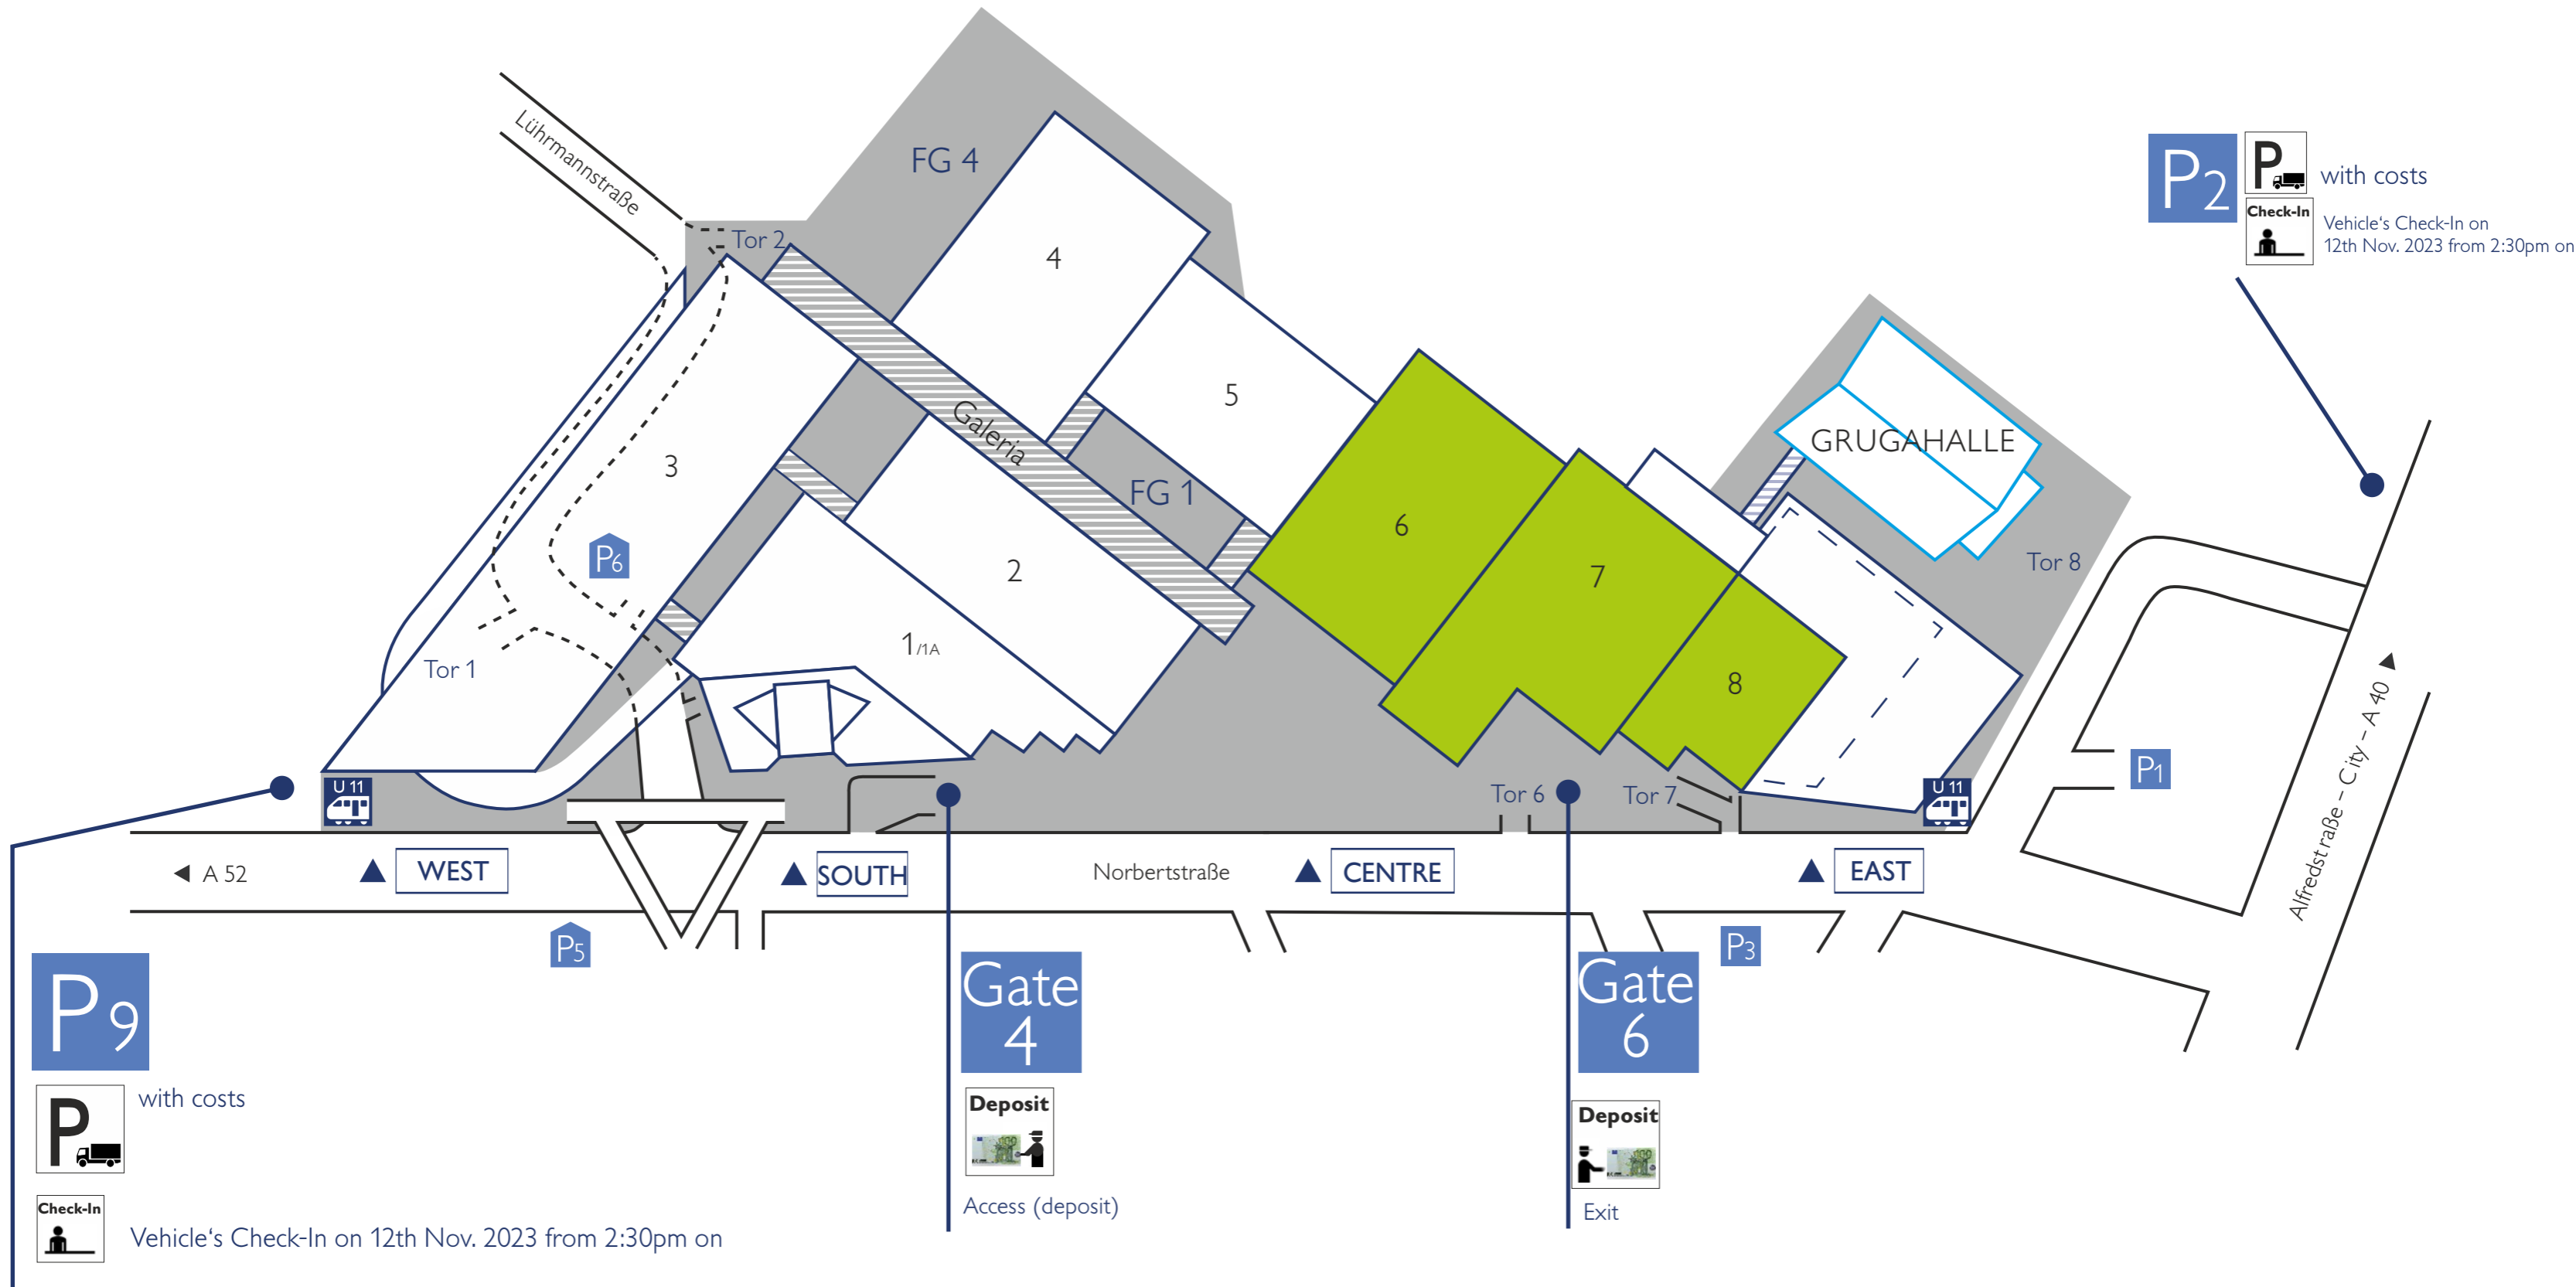 Lührmannstraße
FG 4
P2
P
with costs
Check-In
Vehicle's Check-In on
12th Nov. 2023 from 2:30pm on
Tor 2
4
5
Galeria
GRUGAHALLE
3
FG 1
6
P6
2
7
Tor 8
1/1A
8
Tor 1
U 11
Tor 6
Tor 7
U 11
P1
Alfredstraße – City – A 40
A 52
WEST
SOUTH
Norbertstraße
CENTRE
EAST
P5
P3
P 9
P
with costs
Check-In
Vehicle's Check-In on 12th Nov. 2023 from 2:30pm on
Gate
4
Deposit
100
Access (deposit)
Gate
6
Deposit
100
Exit